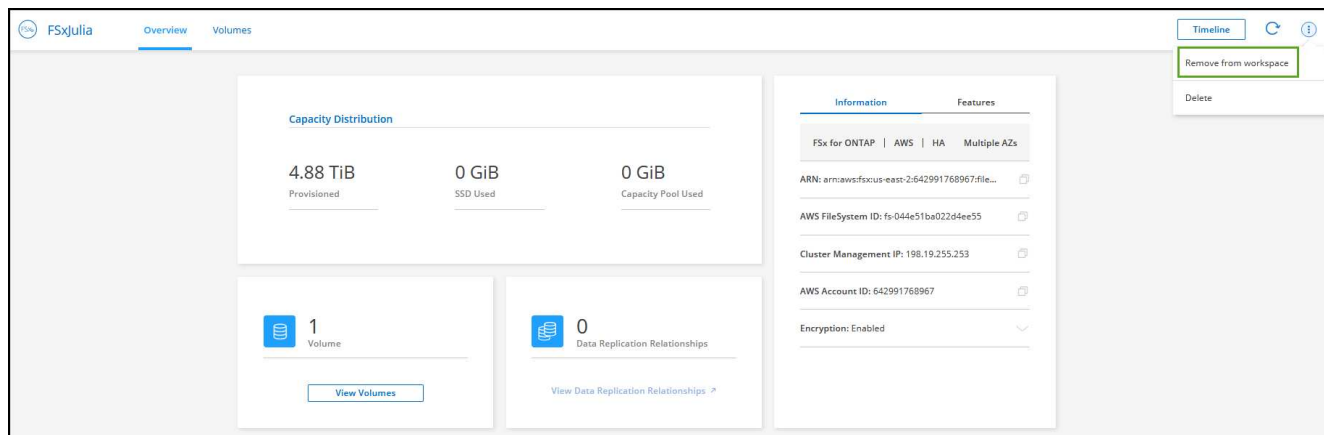 FSx
FSxJulia
Overview
Volumes
Timeline
Remove from workspace
Delete
Capacity Distribution
4.88 TiB
Provisioned
0 GiB
SSD Used
0 GiB
Capacity Pool Used
1
Volume
View Volumes
0
Data Replication Relationships
View Data Replication Relationships
Information
Features
FSx for ONTAP | AWS | HA Multiple AZs
ARN: arn:aws:fsx:us-east-2:642991768967:file...
AWS FileSystem ID: fs-044e51ba022d4ee55
Cluster Management IP: 198.19.255.253
AWS Account ID: 642991768967
Encryption: Enabled